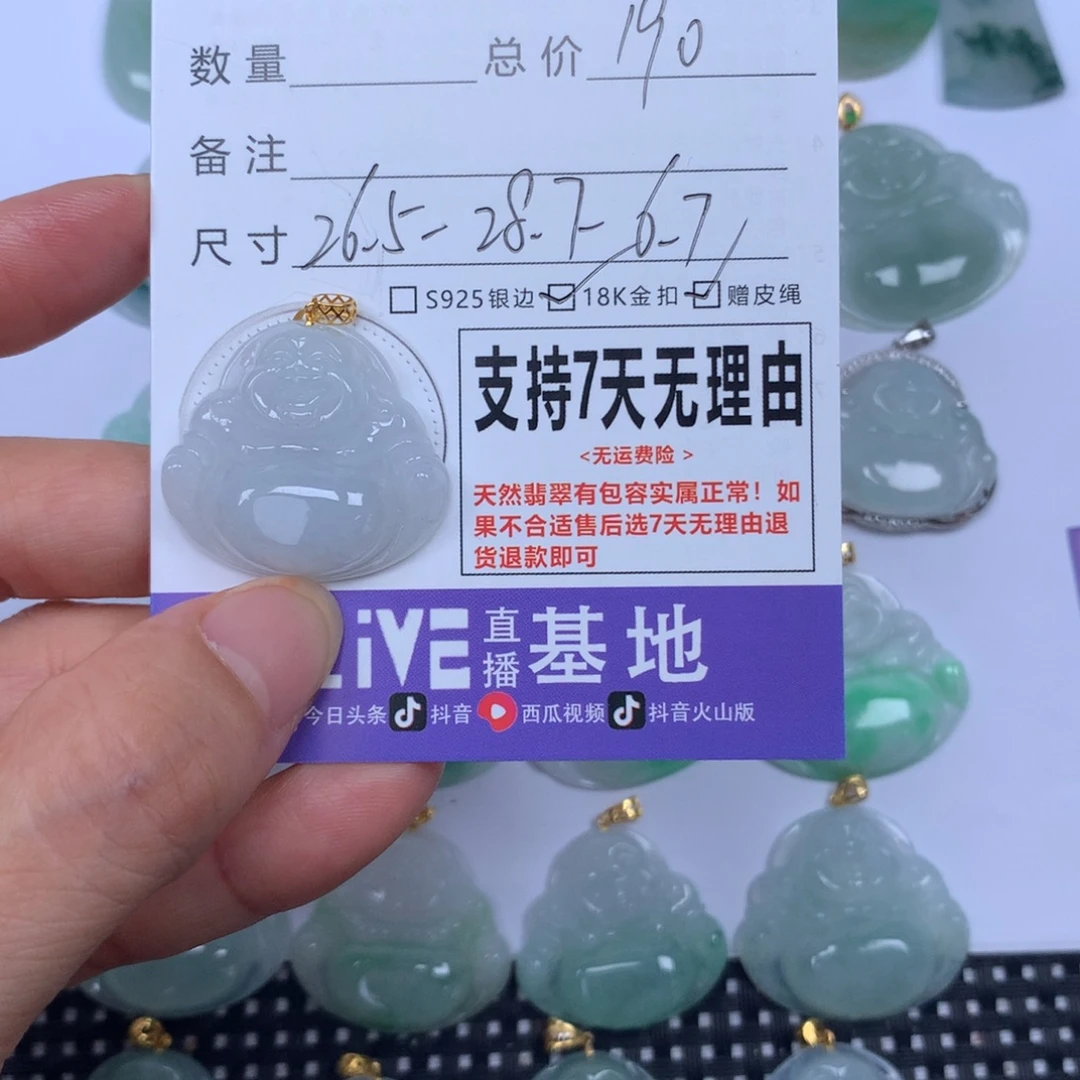 数量 总价 190
备注
尺寸 26.5-28.7-6.7
S925银边 18K金扣 赠皮绳
支持7天无理由
<无运费险 >
天然翡翠有包容实属正常！如
果不合适售后选7天无理由退
货退款即可
LiVE 直播 基地
今日头条 抖音 西瓜视频 抖音火山版